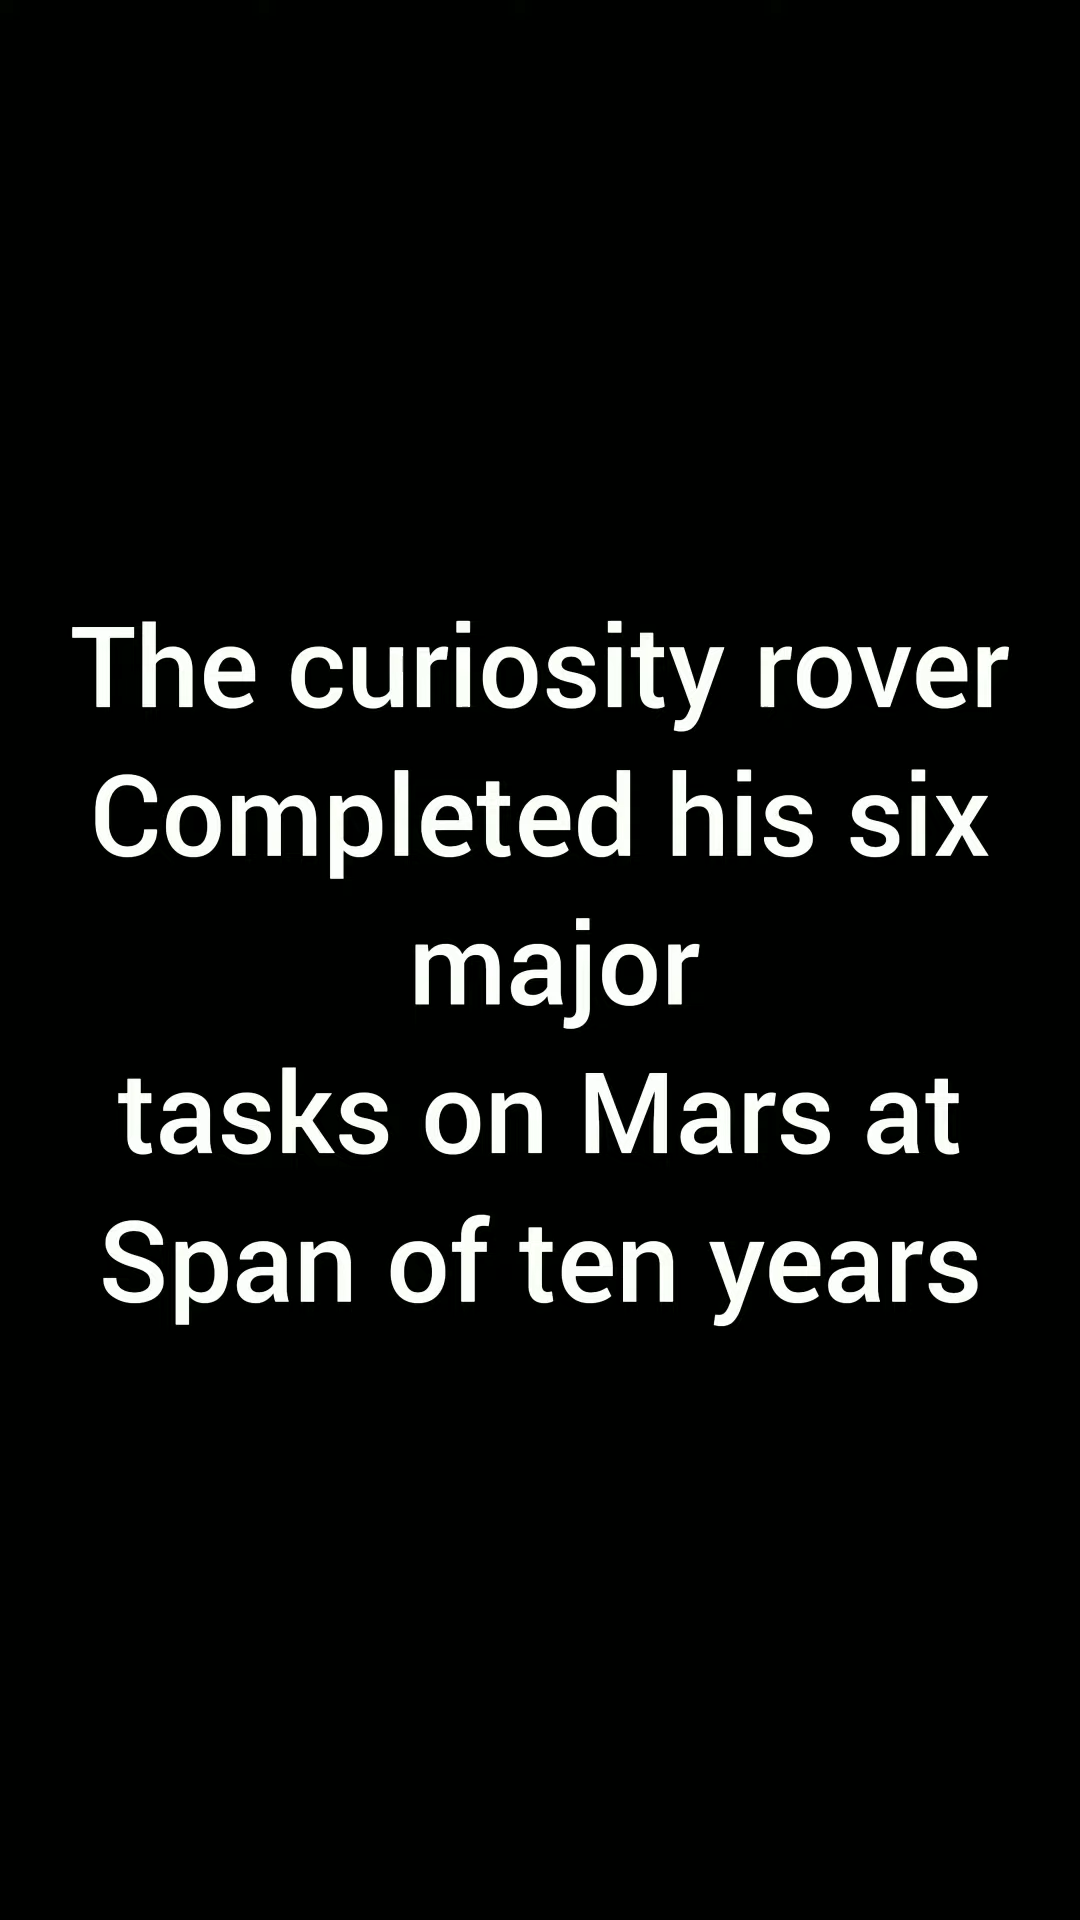 The curiosity rover
Completed his six
major
tasks on Mars at
Span of ten years